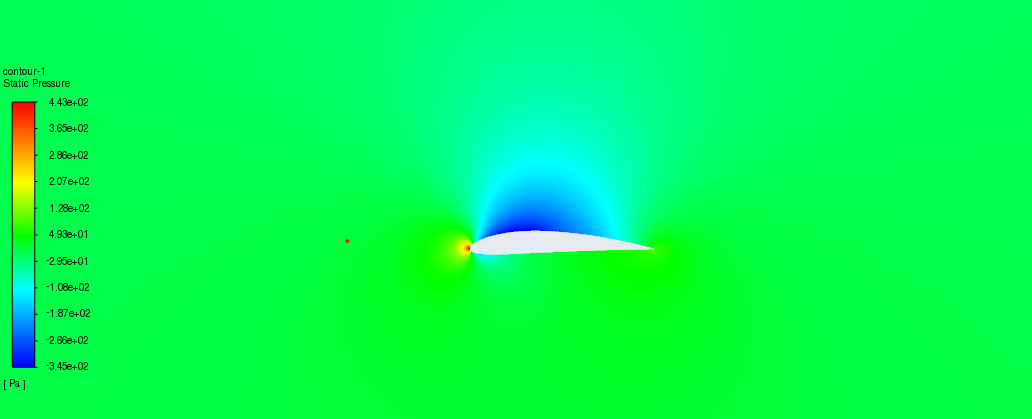 contour-1
Static Pressure
4.43e+02
3.65e+02
2.86e+02
2.07e+02
1.28e+02
4.93e+01
-2.95e+01
-1.08e+02
-1.87e+02
-2.66e+02
-3.45e+02
[ Pa ]